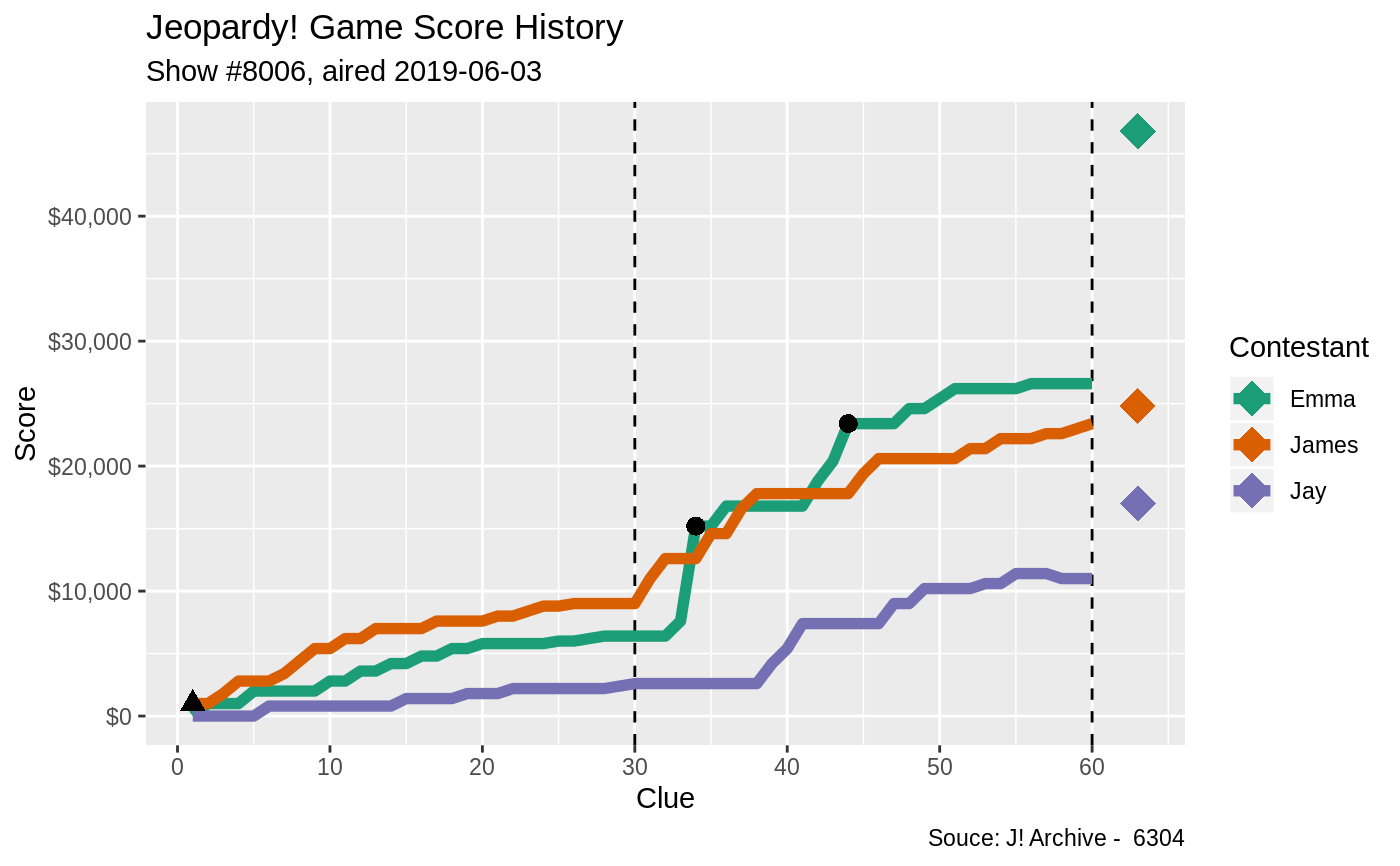 Jeopardy! Game Score History
Show #8006, aired 2019-06-03
$40,000
$30,000
$20,000
$10,000
$0
Score
0 10 20 30 40 50 60
Clue
Contestant
Emma
James
Jay
Souce: J! Archive - 6304